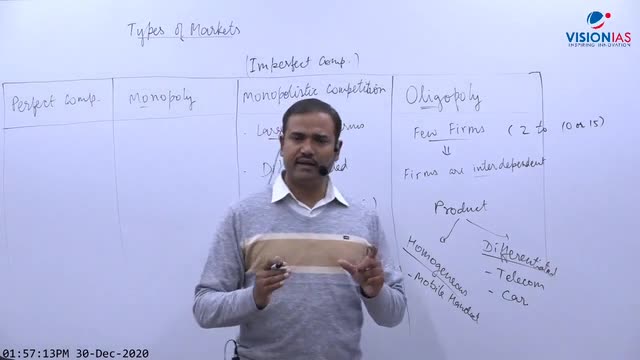 Types of Markets
VISIONIAS
INSPIRING INNOVATION
(Imperfect Comp.)
Perfect Comp.
Monopoly
Monopolistic Competition
Oligopoly
Few Firms (2 to 10 or 15)
Firms are interdependent
Product
Homogeneous
- Mobile Handset
Differentiated
- Telecom
- Car
01:57:13PM 30-Dec-2020